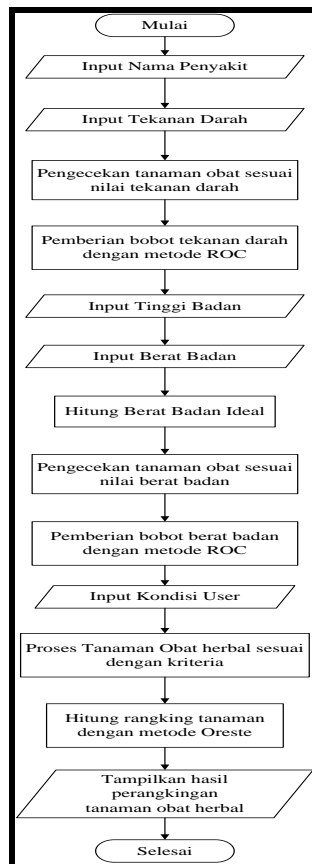 Mulai
Input Nama Penyakit
Input Tekanan Darah
Pengecekan tanaman obat sesuai
nilai tekanan darah
Pemberian bobot tekanan darah
dengan metode ROC
Input Tinggi Badan
Input Berat Badan
Hitung Berat Badan Ideal
Pengecekan tanaman obat sesuai
nilai berat badan
Pemberian bobot berat badan
dengan metode ROC
Input Kondisi User
Proses Tanaman Obat herbal sesuai
dengan kriteria
Hitung rangking tanaman
dengan metode Oreste
Tampilkan hasil
perangkingan
tanaman obat herbal
Selesai